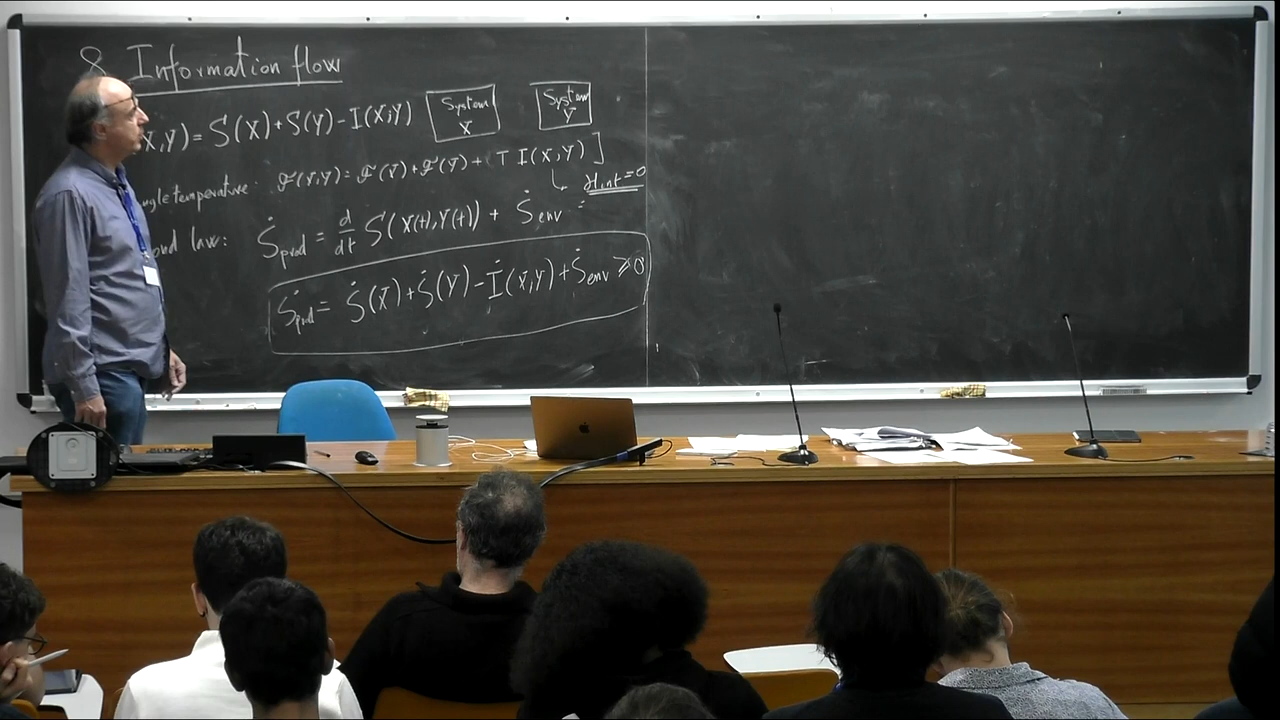 8 Information flow
X,Y) = S(X) + S(Y) - I(X;Y)
System X
System Y
ngle temperature: F(X,Y) = F(X) + F(Y) + [T I(X;Y)]
H_int = 0
ond law: Ṡ_prod = d/dt S(X(t),Y(t)) + Ṡ_env =
Ṡ_prod = Ṡ(X) + Ṡ(Y) - İ(X;Y) + Ṡ_env ≥ 0